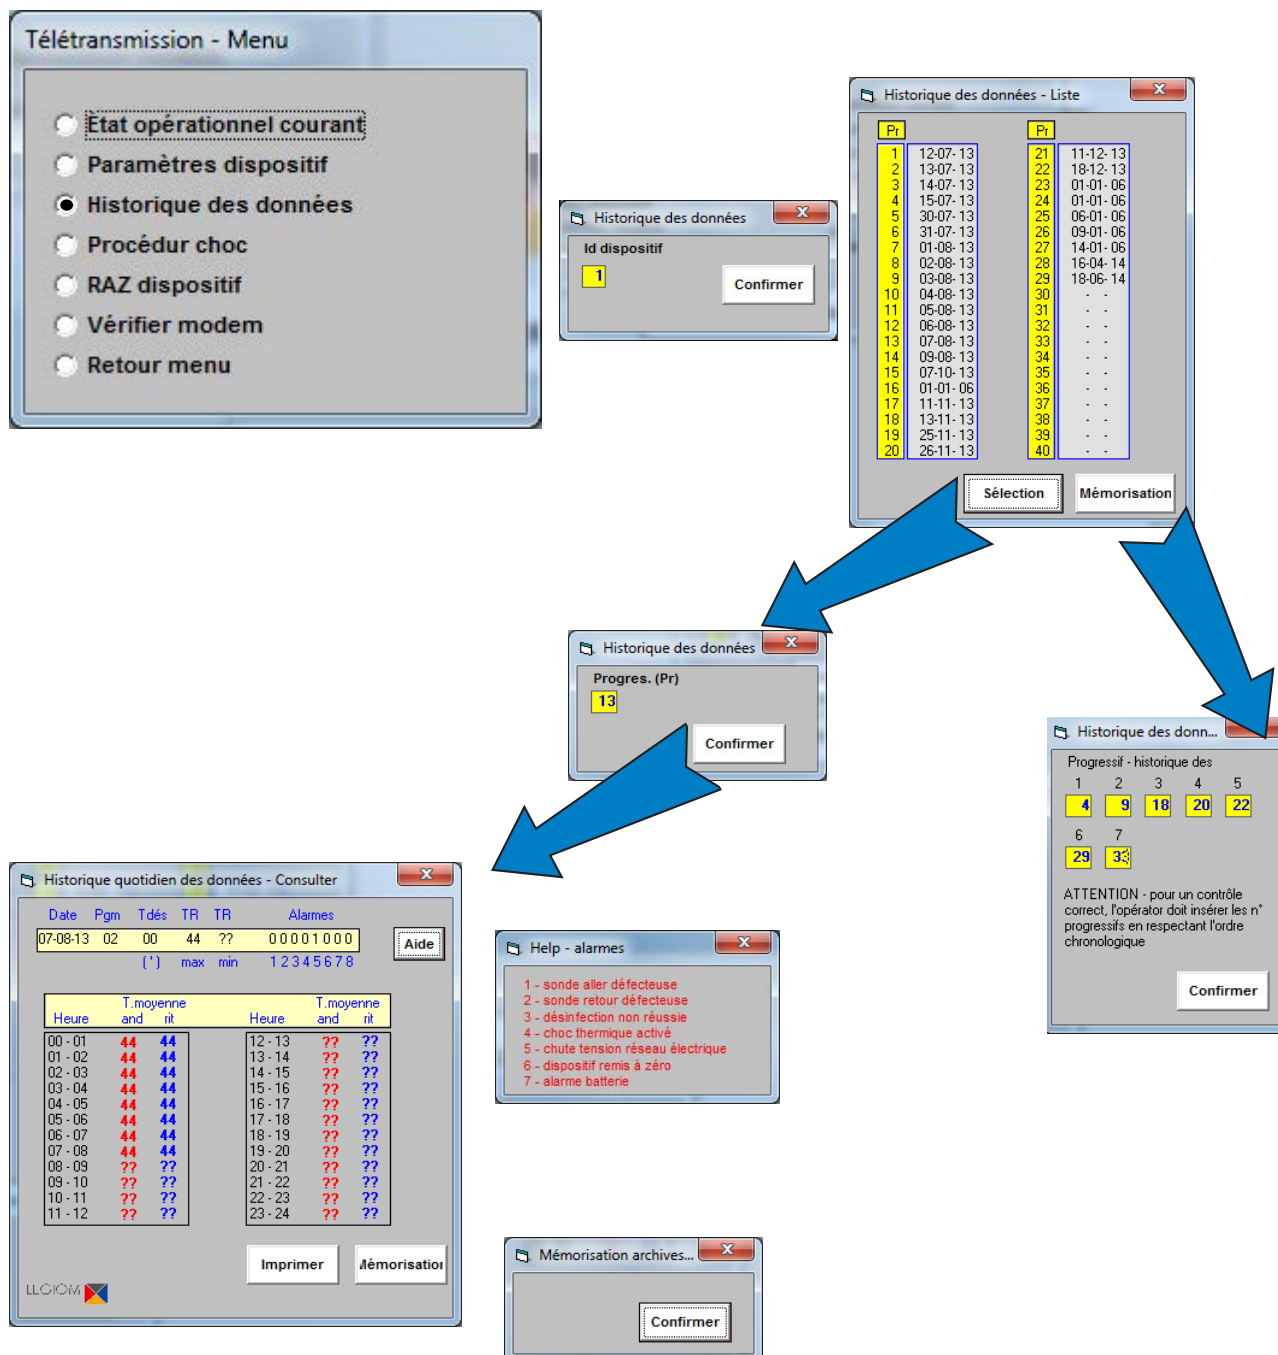 Télétransmission - Menu
Etat opérationnel courant
Paramètres dispositif
Historique des données
Procédur choc
RAZ dispositif
Vérifier modem
Retour menu
Historique des données
Id dispositif
1
Confirmer
Historique des données - Liste
Pr Pr
1 12-07-13 21 11-12-13
2 13-07-13 22 18-12-13
3 14-07-13 23 01-01-06
4 15-07-13 24 01-01-06
5 30-07-13 25 06-01-06
6 31-07-13 26 09-01-06
7 01-08-13 27 14-01-06
8 02-08-13 28 16-04-14
9 03-08-13 29 18-06-14
10 04-08-13 30 - -
11 05-08-13 31 - -
12 06-08-13 32 - -
13 07-08-13 33 - -
14 09-08-13 34 - -
15 07-10-13 35 - -
16 01-01-06 36 - -
17 11-11-13 37 - -
18 13-11-13 38 - -
19 25-11-13 39 - -
20 26-11-13 40 - -
Sélection Mémorisation
Historique des données
Progres. (Pr)
13
Confirmer
Historique des donn...
Progressif - historique des
1 2 3 4 5
4 9 18 20 22
6 7
29 33
ATTENTION - pour un contrôle
correct, l'opérator doit insérer les n°
progressifs en respectant l'ordre
chronologique
Confirmer
Historique quotidien des données - Consulter
Date Pgm Tdés TR TR Alarmes
07-08-13 02 00 44 ?? 0 0 0 0 1 0 0 0
Aide
(') max min 1 2 3 4 5 6 7 8
T.moyenne T.moyenne
Heure and rit Heure and rit
00 - 01 44 44 12 - 13 ?? ??
01 - 02 44 44 13 - 14 ?? ??
02 - 03 44 44 14 - 15 ?? ??
03 - 04 44 44 15 - 16 ?? ??
04 - 05 44 44 16 - 17 ?? ??
05 - 06 44 44 17 - 18 ?? ??
06 - 07 44 44 18 - 19 ?? ??
07 - 08 44 44 19 - 20 ?? ??
08 - 09 ?? ?? 20 - 21 ?? ??
09 - 10 ?? ?? 21 - 22 ?? ??
10 - 11 ?? ?? 22 - 23 ?? ??
11 - 12 ?? ?? 23 - 24 ?? ??
Imprimer Mémorisation
Help - alarmes
1 - sonde aller défecteuse
2 - sonde retour défecteuse
3 - désinfection non réussie
4 - choc thermique activé
5 - chute tension réseau électrique
6 - dispositif remis à zéro
7 - alarme batterie
Mémorisation archives...
Confirmer